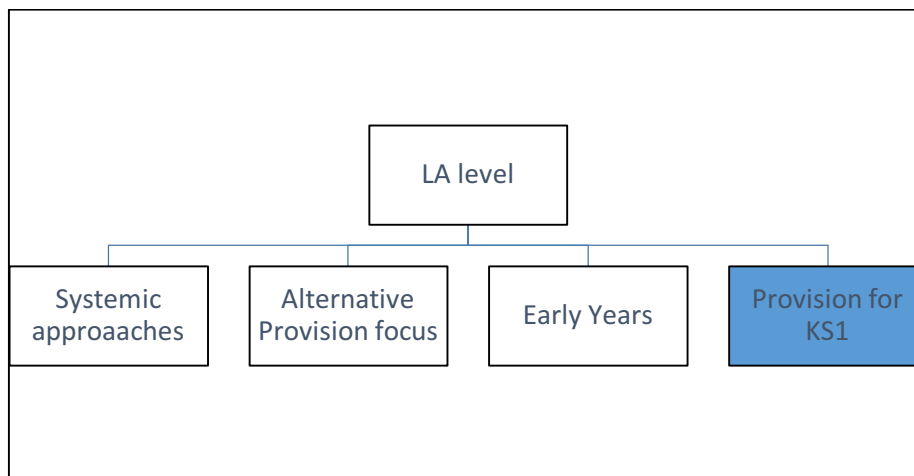 LA level
Systemic
approaaches
Alternative
Provision focus
Early Years
Provision for
KS1